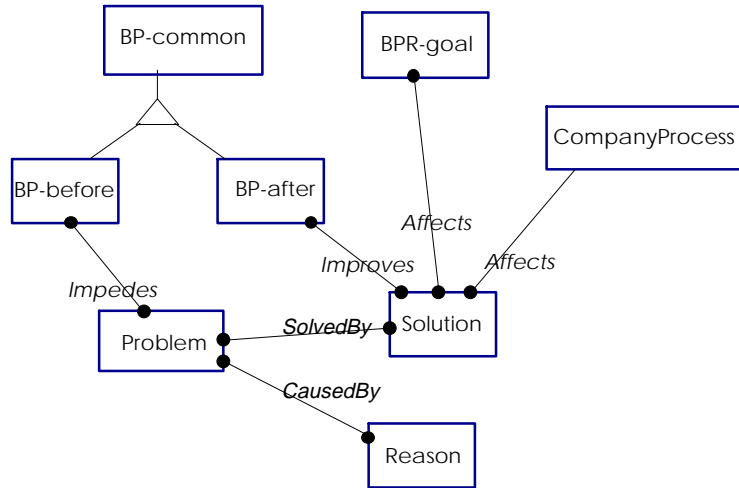 BP-common
BPR-goal
CompanyProcess
BP-before
BP-after
Affects
Improves
Affects
Impedes
SolvedBy
Solution
Problem
CausedBy
Reason